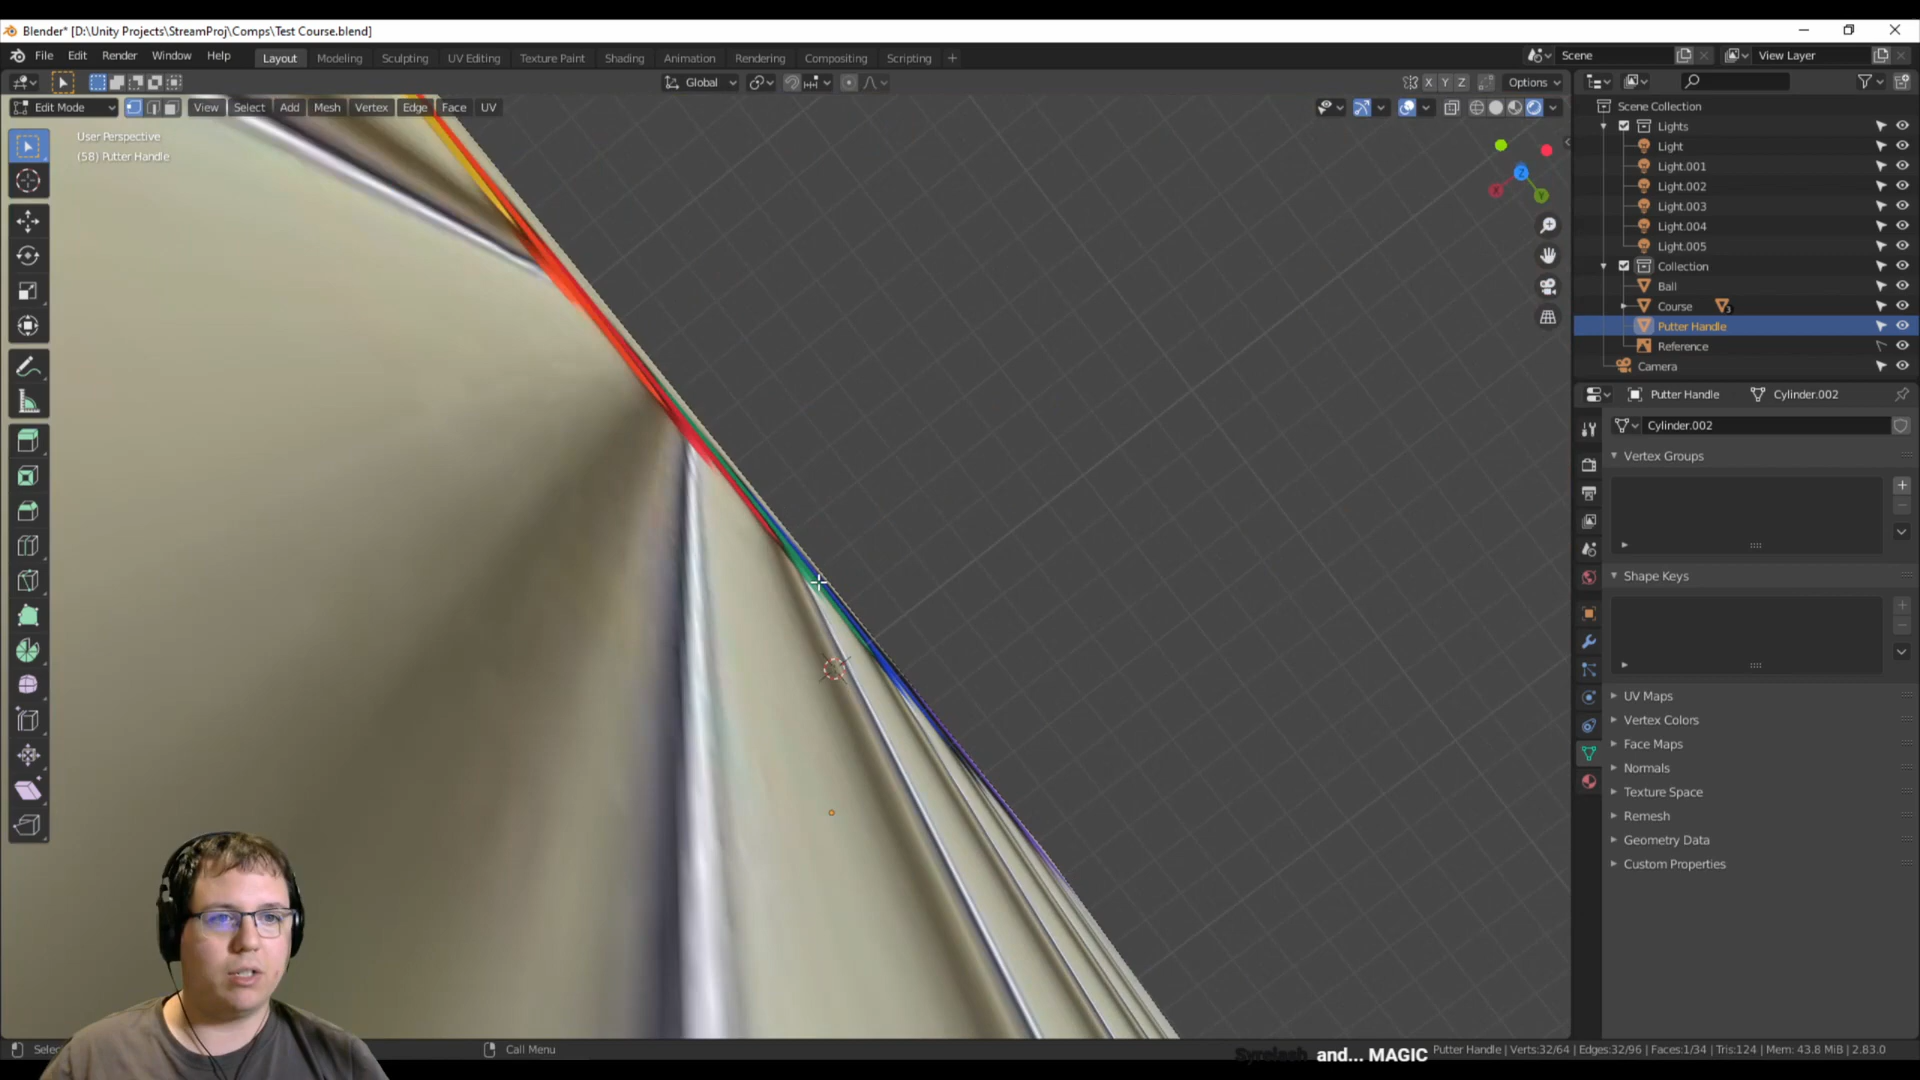 Blender* [D:\Unity Projects\StreamProj\Comps\Test Course.blend]
File Edit Render Window Help
Layout Modeling Sculpting UV Editing Texture Paint Shading Animation Rendering Compositing Scripting +
Scene
View Layer
Global
X Y Z
Options
Edit Mode
View Select Add Mesh Vertex Edge Face UV
User Perspective
(58) Putter Handle
Z
X
Y
Scene Collection
Lights
Light
Light.001
Light.002
Light.003
Light.004
Light.005
Collection
Ball
Course
3
Putter Handle
Reference
Camera
Putter Handle
Cylinder.002
Cylinder.002
Vertex Groups
Shape Keys
UV Maps
Vertex Colors
Face Maps
Normals
Texture Space
Remesh
Geometry Data
Custom Properties
Selec
Call Menu
and... MAGIC
Putter Handle | Verts:32/64 | Edges:32/96 | Faces:1/34 | Tris:124 | Mem: 43.8 MiB | 2.83.0